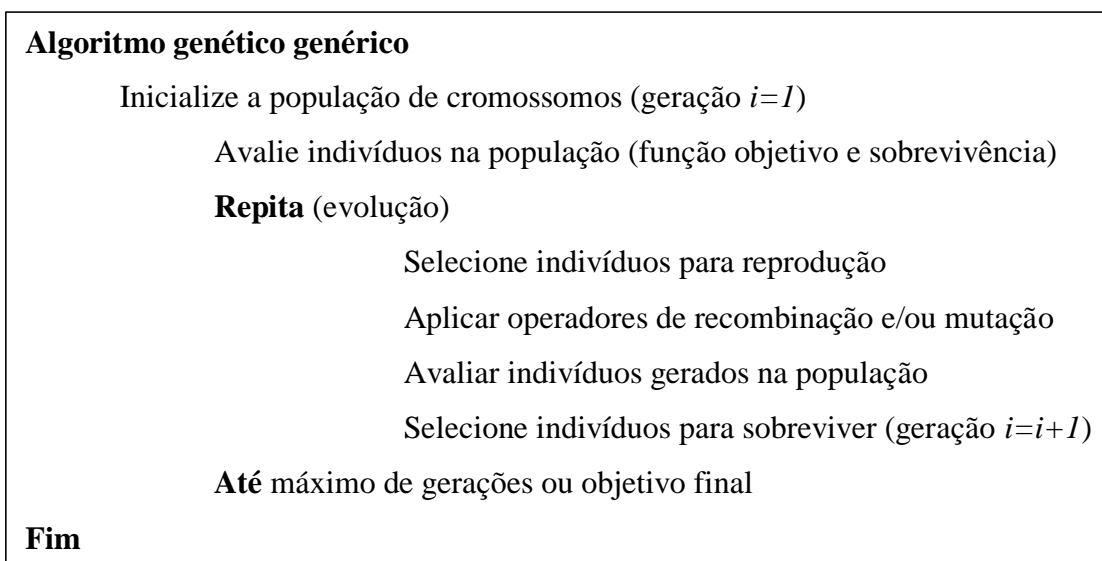 Algoritmo genético genérico
Inicialize a população de cromossomos (geração i=1)
Avalie indivíduos na população (função objetivo e sobrevivência)
Repita (evolução)
Selecione indivíduos para reprodução
Aplicar operadores de recombinação e/ou mutação
Avaliar indivíduos gerados na população
Selecione indivíduos para sobreviver (geração i=i+1)
Até máximo de gerações ou objetivo final
Fim